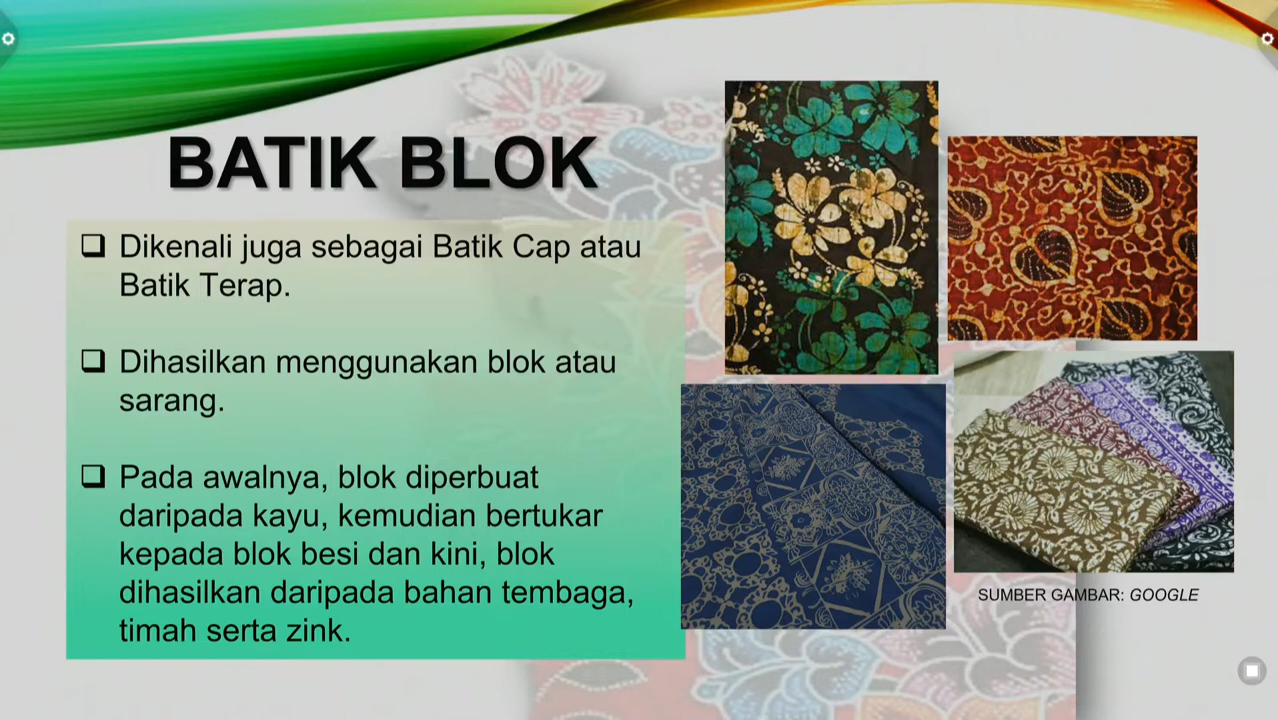 BATIK BLOK
❑ Dikenali juga sebagai Batik Cap atau
Batik Terap.
❑ Dihasilkan menggunakan blok atau
sarang.
❑ Pada awalnya, blok diperbuat
daripada kayu, kemudian bertukar
kepada blok besi dan kini, blok
dihasilkan daripada bahan tembaga,
timah serta zink.
SUMBER GAMBAR: GOOGLE